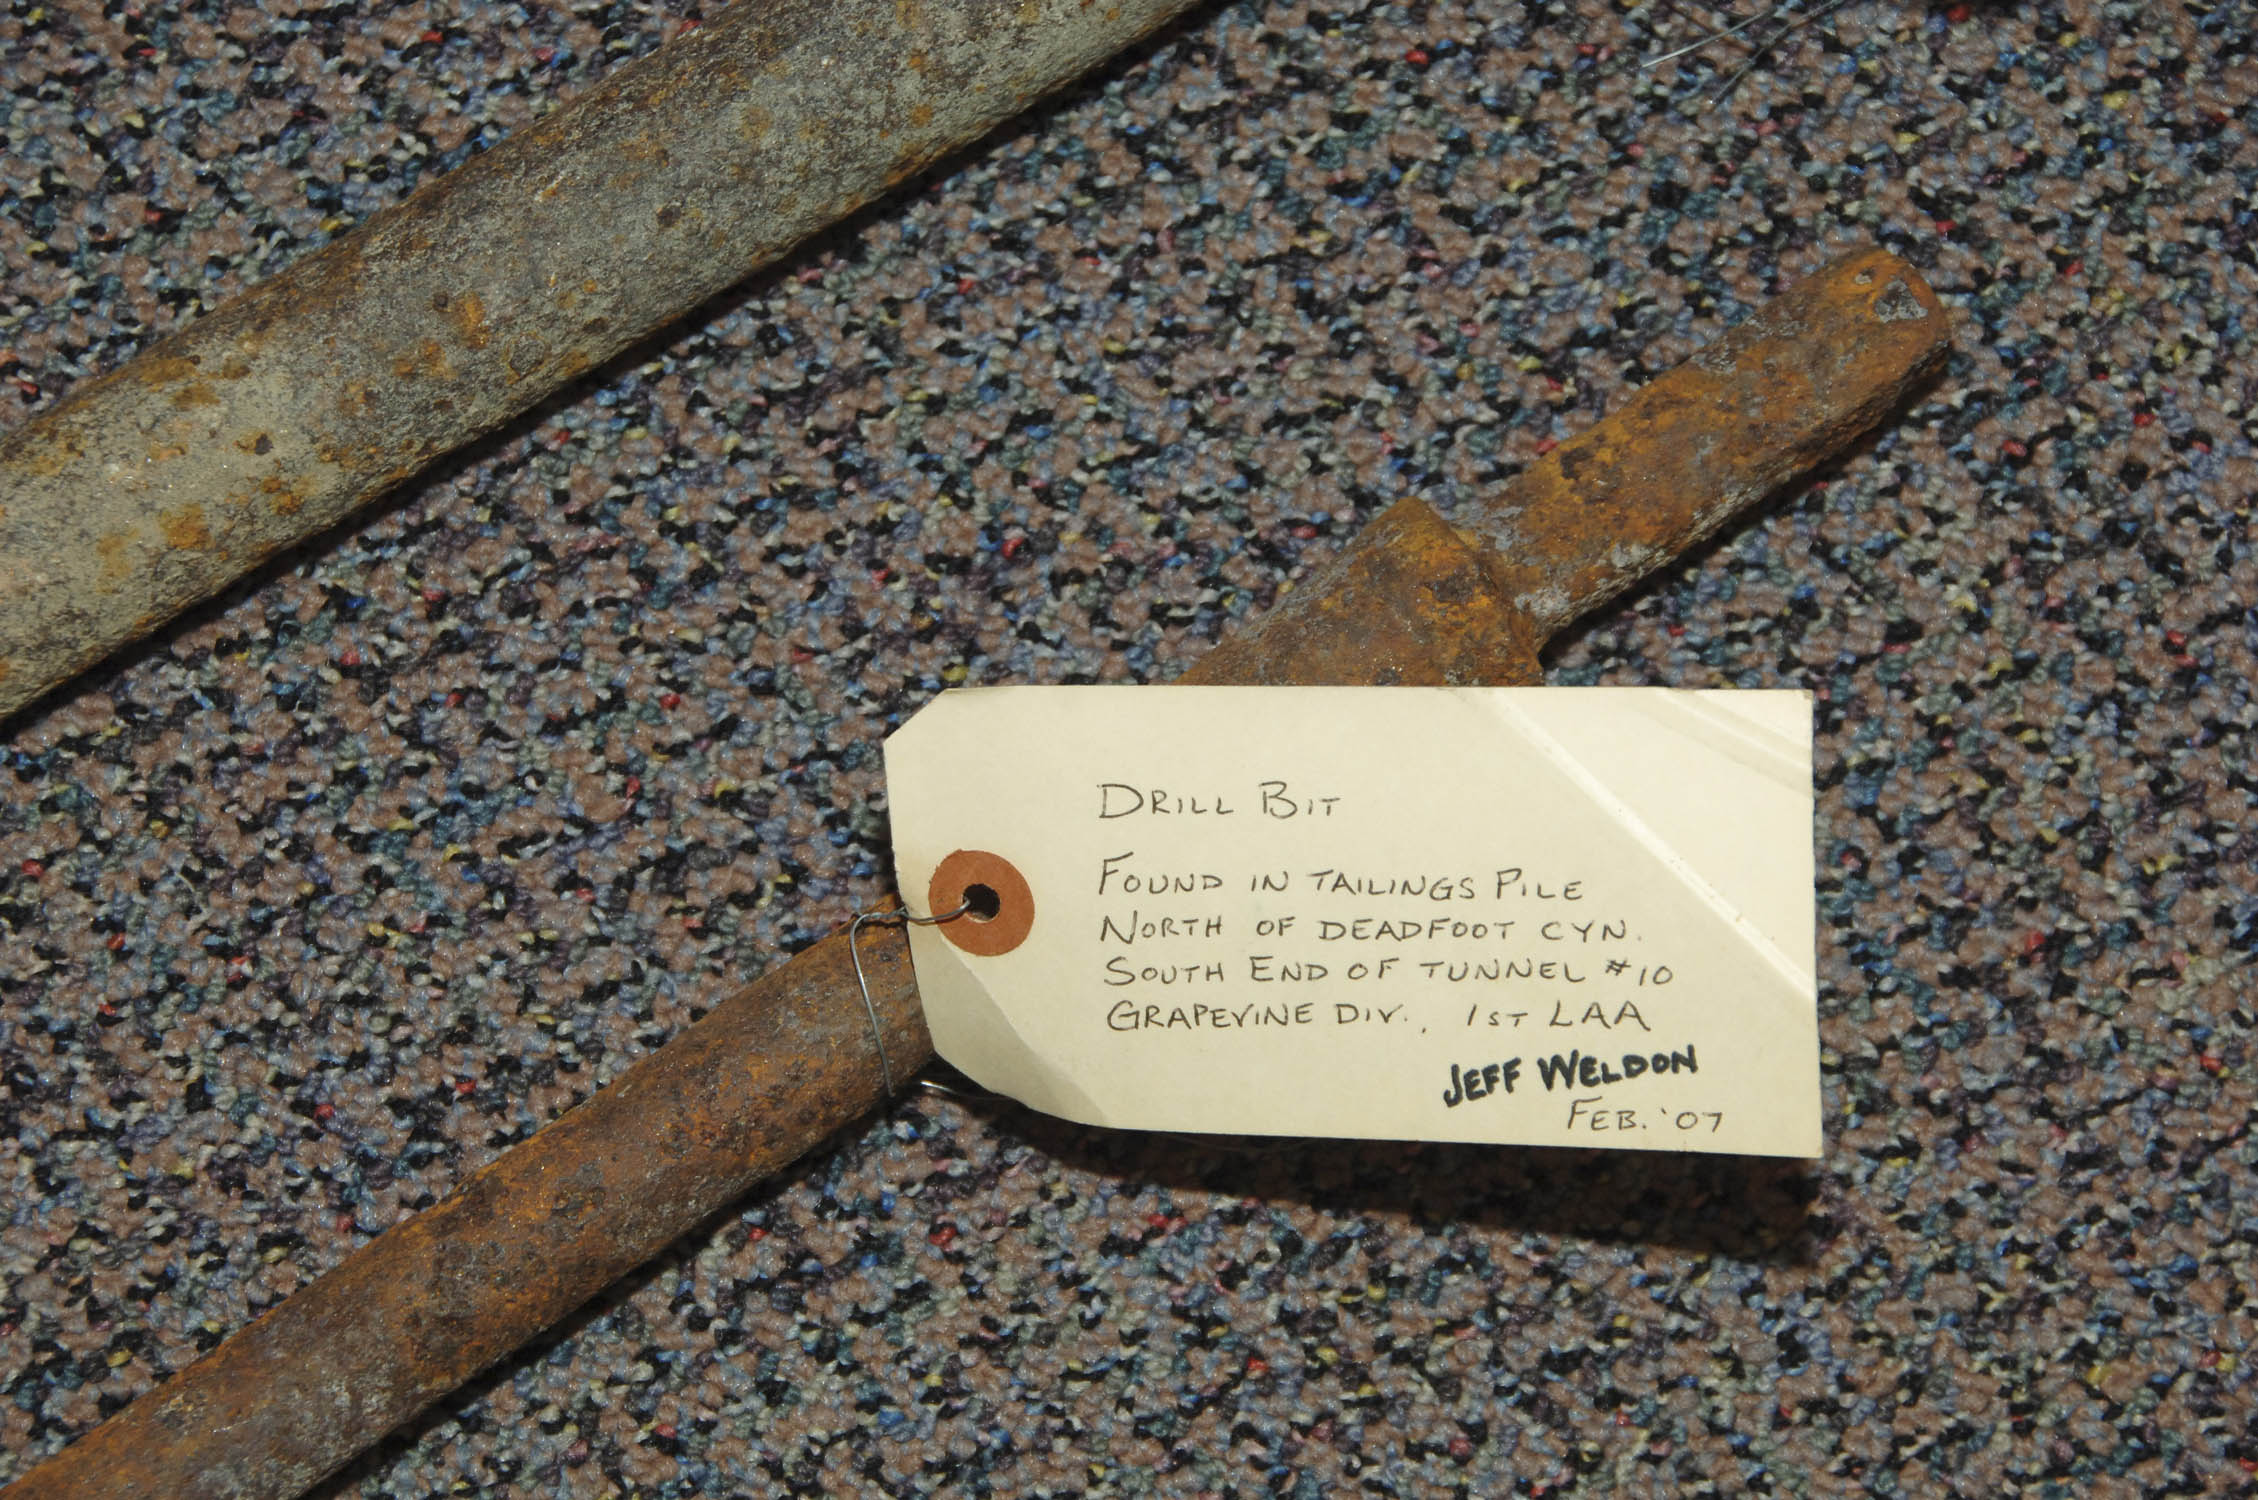 DRILL BIT
FOUND IN TAILINGS PILE
NORTH OF DEADFOOT CYN.
SOUTH END OF TUNNEL #10
GRAPEVINE DIV., 1ST LAA
JEFF WELDON
FEB. '07